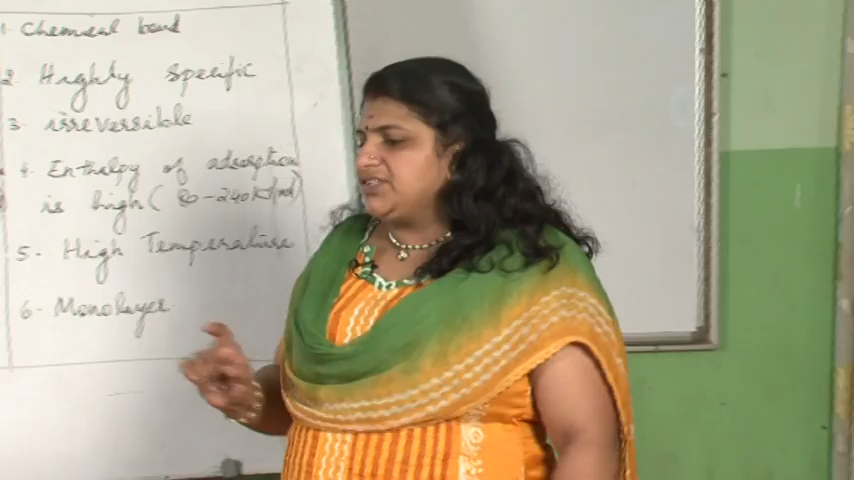 1. Chemical bond
2. Highly specific
3. irreversible
4. Enthalpy of adsorption
is high (80-240kJ/mol)
5. High Temperature
6. Monolayer